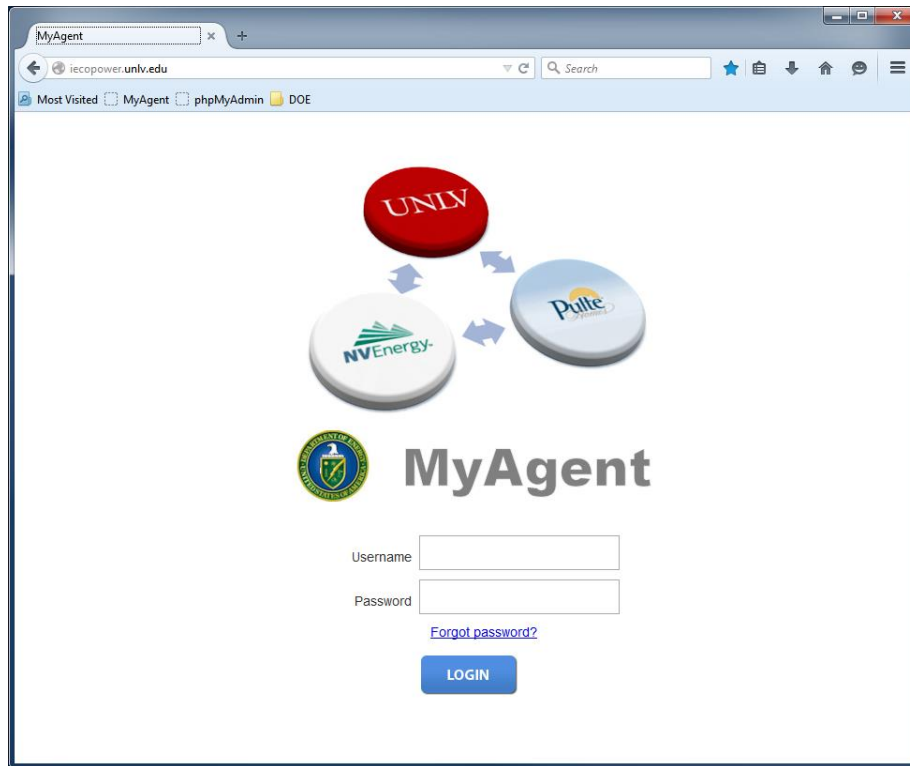 MyAgent
iecopower.unlv.edu
Search
Most Visited MyAgent phpMyAdmin DOE
UNLV
Pulte
NVEnergy
MyAgent
Username
Password
Forgot password?
LOGIN